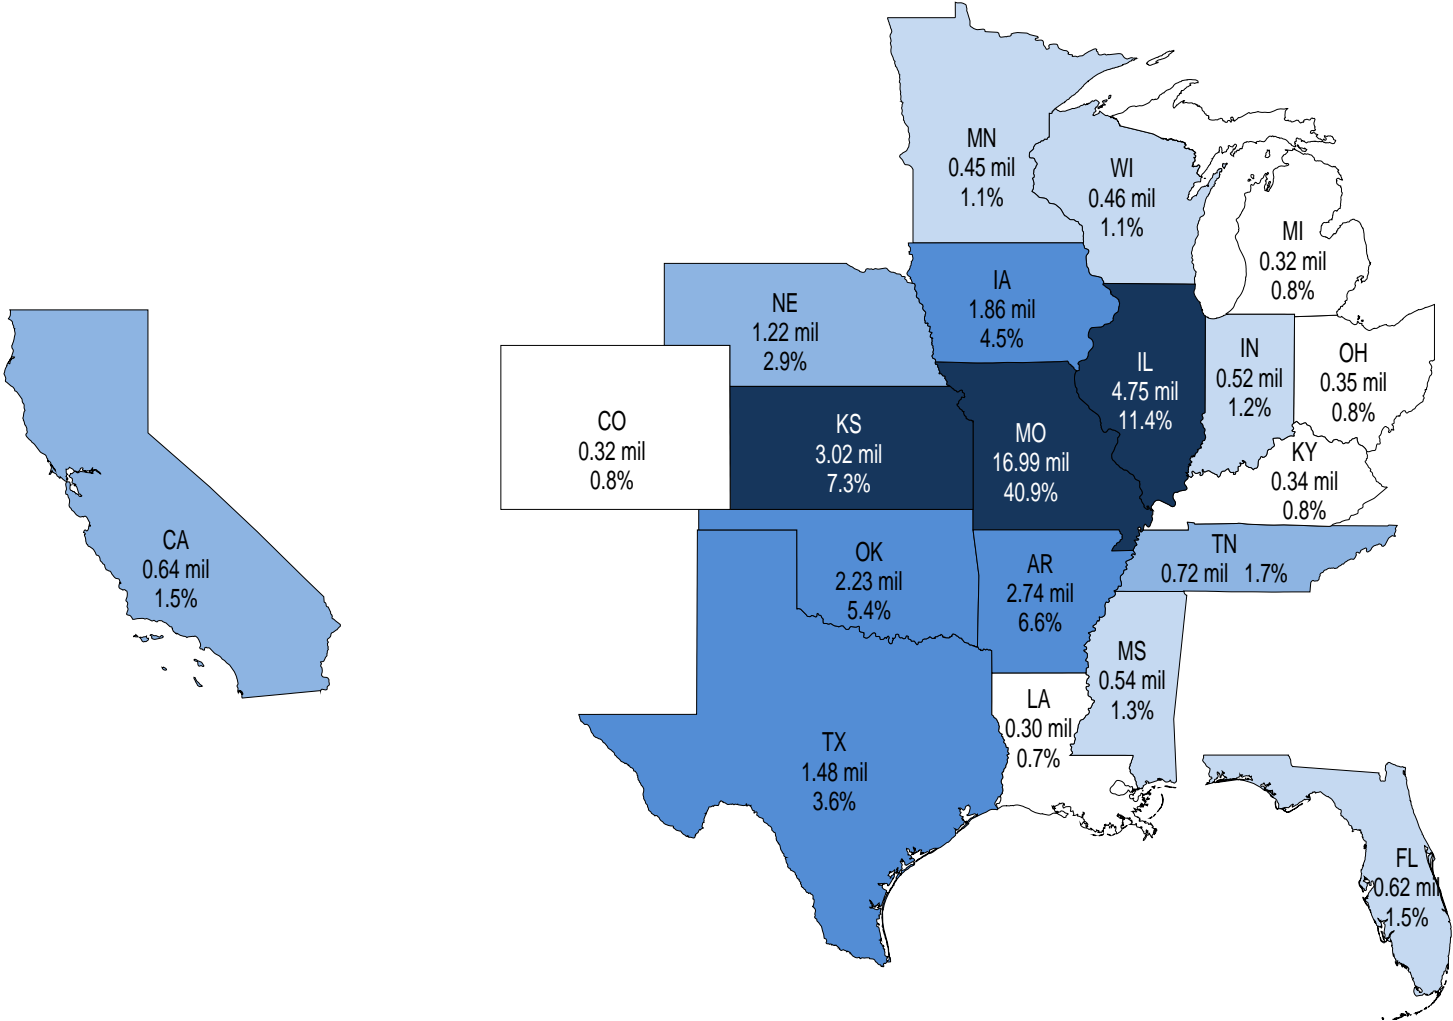 MN
0.45 mil
1.1%
WI
0.46 mil
1.1%
MI
0.32 mil
0.8%
IA
1.86 mil
4.5%
NE
1.22 mil
2.9%
IL
4.75 mil
11.4%
IN
0.52 mil
1.2%
OH
0.35 mil
0.8%
CO
0.32 mil
0.8%
KS
3.02 mil
7.3%
MO
16.99 mil
40.9%
KY
0.34 mil
0.8%
CA
0.64 mil
1.5%
OK
2.23 mil
5.4%
AR
2.74 mil
6.6%
TN
0.72 mil 1.7%
MS
0.54 mil
1.3%
LA
0.30 mil
0.7%
TX
1.48 mil
3.6%
FL
0.62 mil
1.5%